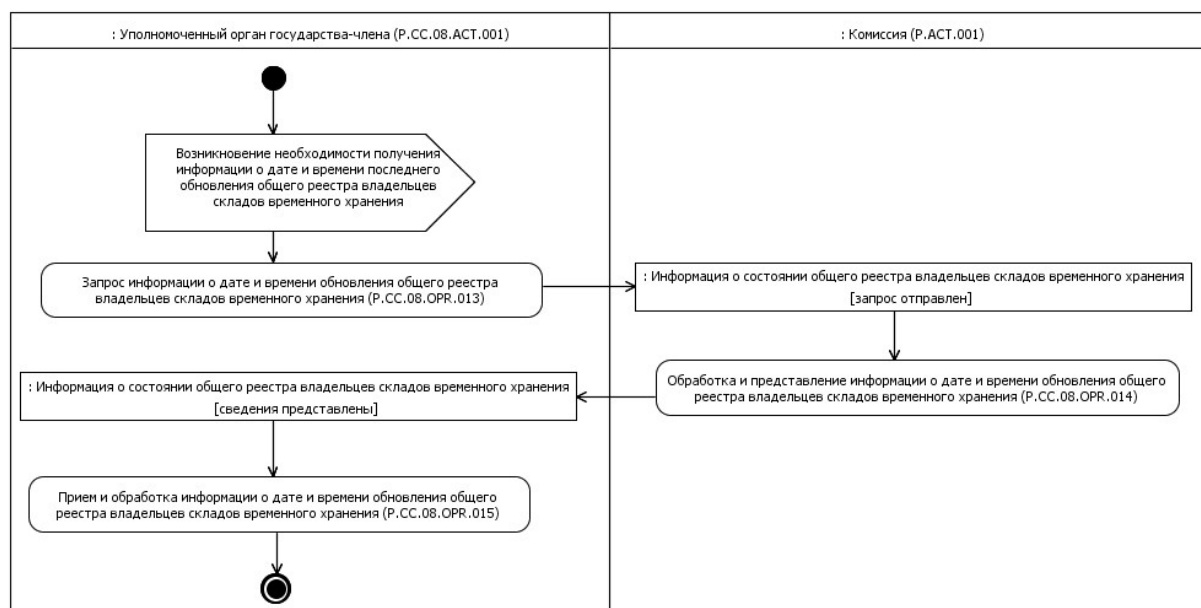 : Уполномоченный орган государства-члена (P.CC.08.ACT.001)
: Комиссия (P.ACT.001)
Возникновение необходимости получения
информации о дате и времени последнего
обновления общего реестра владельцев
складов временного хранения
Запрос информации о дате и времени обновления общего реестра
владельцев складов временного хранения (P.CC.08.OPR.013)
: Информация о состоянии общего реестра владельцев складов временного хранения
[запрос отправлен]
Обработка и представление информации о дате и времени обновления общего
реестра владельцев складов временного хранения (P.CC.08.OPR.014)
: Информация о состоянии общего реестра владельцев складов временного хранения
[сведения представлены]
Прием и обработка информации о дате и времени обновления общего
реестра владельцев складов временного хранения (P.CC.08.OPR.015)